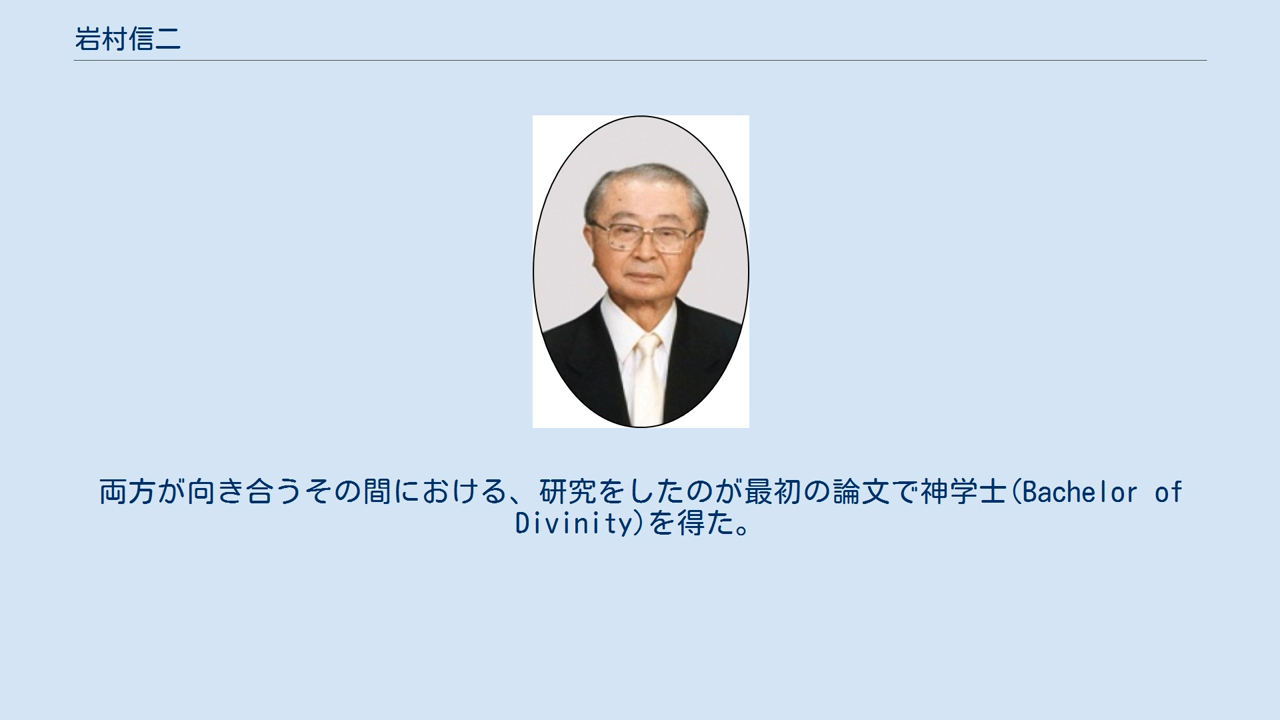 岩村信二
両方が向き合うその間における、研究をしたのが最初の論文で神学士(Bachelor of
Divinity)を得た。